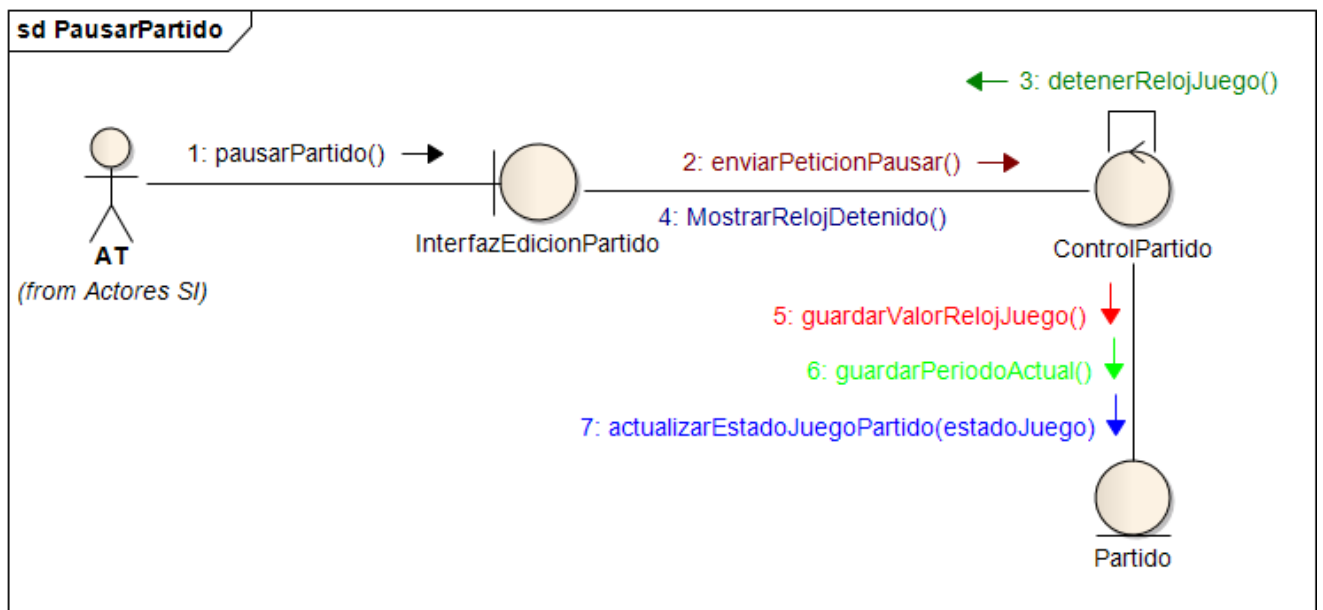 sd PausarPartido
3: detenerRelojJuego()
1: pausarPartido()
2: enviarPeticionPausar()
4: MostrarRelojDetenido()
InterfazEdicionPartido
ControlPartido
AT
(from Actores SI)
5: guardarValorRelojJuego()
6: guardarPeriodoActual()
7: actualizarEstadoJuegoPartido(estadoJuego)
Partido